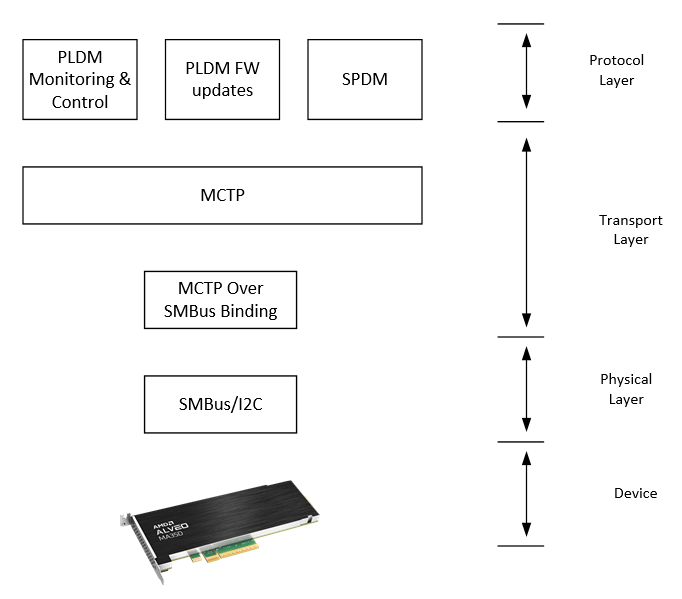 PLDM
Monitoring &
Control
PLDM FW
updates
SPDM
Protocol
Layer
MCTP
Transport
Layer
MCTP Over
SMBus Binding
SMBus/I2C
Physical
Layer
AMD
ALVEO
MA35D
Device